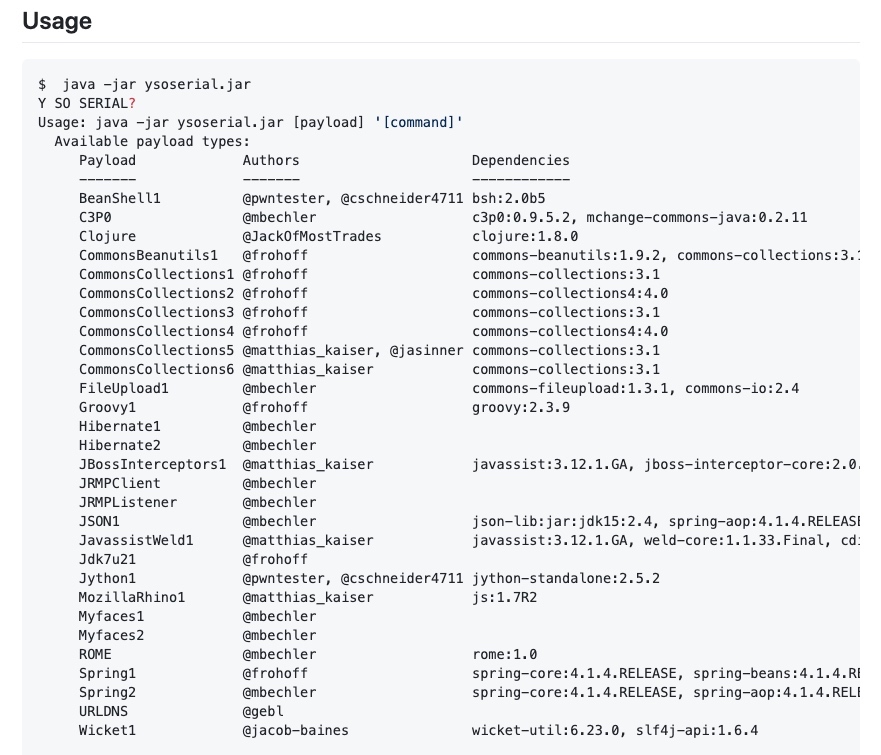 Usage
$  java -jar ysoserial.jar
Y SO SERIAL?
Usage: java -jar ysoserial.jar [payload] '[command]'
  Available payload types:
     Payload             Authors                     Dependencies
     -------             -------                     ------------
     BeanShell1          @pwntester, @cschneider4711 bsh:2.0b5
     C3P0                @mbechler                   c3p0:0.9.5.2, mchange-commons-java:0.2.11
     Clojure             @JackOfMostTrades           clojure:1.8.0
     CommonsBeanutils1   @frohoff                    commons-beanutils:1.9.2, commons-collections:3.1
     CommonsCollections1 @frohoff                    commons-collections:3.1
     CommonsCollections2 @frohoff                    commons-collections4:4.0
     CommonsCollections3 @frohoff                    commons-collections:3.1
     CommonsCollections4 @frohoff                    commons-collections4:4.0
     CommonsCollections5 @matthias_kaiser, @jasinner commons-collections:3.1
     CommonsCollections6 @matthias_kaiser            commons-collections:3.1
     FileUpload1         @mbechler                   commons-fileupload:1.3.1, commons-io:2.4
     Groovy1             @frohoff                    groovy:2.3.9
     Hibernate1          @mbechler
     Hibernate2          @mbechler
     JBossInterceptors1  @matthias_kaiser            javassist:3.12.1.GA, jboss-interceptor-core:2.0.
     JRMPClient          @mbechler
     JRMPListener        @mbechler
     JSON1               @mbechler                   json-lib:jar:jdk15:2.4, spring-aop:4.1.4.RELEASE
     JavassistWeld1      @matthias_kaiser            javassist:3.12.1.GA, weld-core:1.1.33.Final, cdi
     Jdk7u21             @frohoff
     Jython1             @pwntester, @cschneider4711 jython-standalone:2.5.2
     MozillaRhino1       @matthias_kaiser            js:1.7R2
     Myfaces1            @mbechler
     Myfaces2            @mbechler
     ROME                @mbechler                   rome:1.0
     Spring1             @frohoff                    spring-core:4.1.4.RELEASE, spring-beans:4.1.4.RE
     Spring2             @mbechler                   spring-core:4.1.4.RELEASE, spring-aop:4.1.4.RELE
     URLDNS              @gebl
     Wicket1             @jacob-baines               wicket-util:6.23.0, slf4j-api:1.6.4